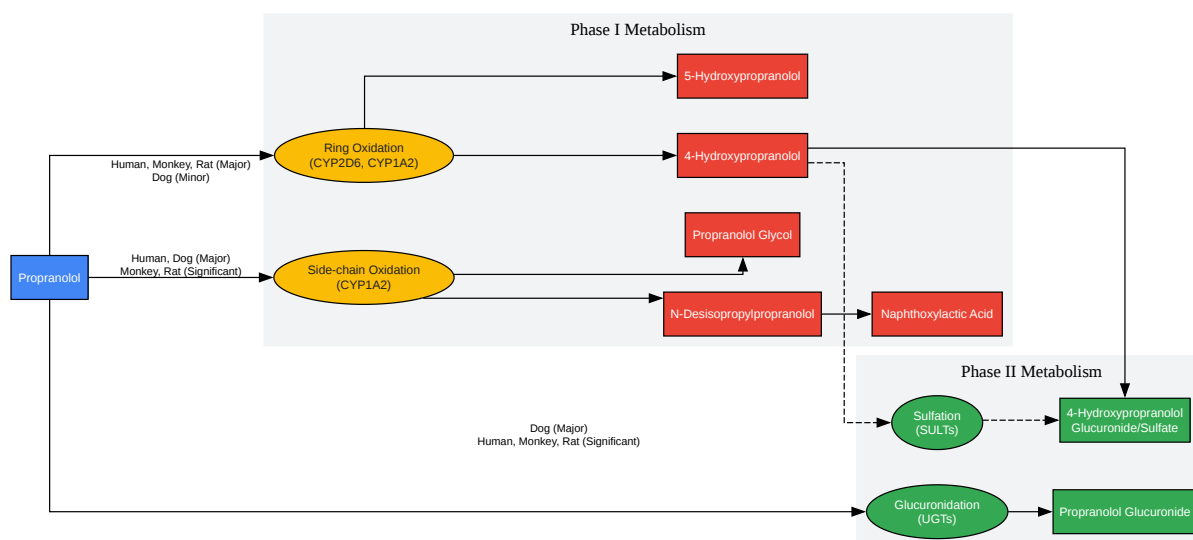 Phase I Metabolism
5-Hydroxypropranolol
Ring Oxidation
(CYP2D6, CYP1A2)
4-Hydroxypropranolol
Human, Monkey, Rat (Major)
Dog (Minor)
Propranolol Glycol
Propranolol
Human, Dog (Major)
Monkey, Rat (Significant)
Side-chain Oxidation
(CYP1A2)
N-Desisopropylpropranolol
Naphthoxylactic Acid
Phase II Metabolism
Dog (Major)
Human, Monkey, Rat (Significant)
Sulfation
(SULTs)
4-Hydroxypropranolol
Glucuronide/Sulfate
Glucuronidation
(UGTs)
Propranolol Glucuronide